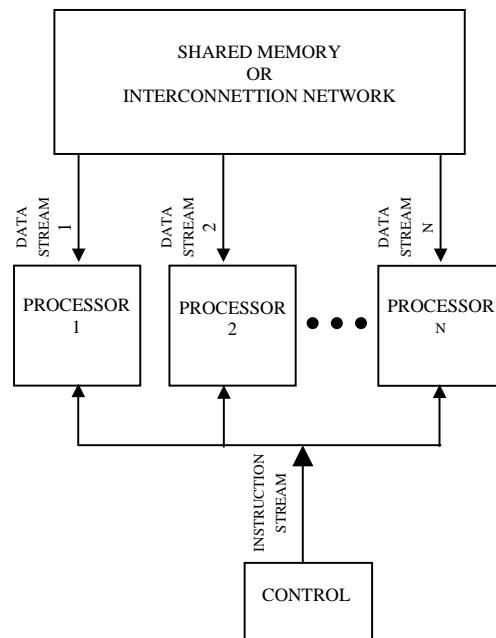 SHARED MEMORY
OR
INTERCONNETTION NETWORK
DATA
STREAM
1
DATA
STREAM
2
DATA
STREAM
N
PROCESSOR
1
PROCESSOR
2
PROCESSOR
N
INSTRUCTION
STREAM
CONTROL